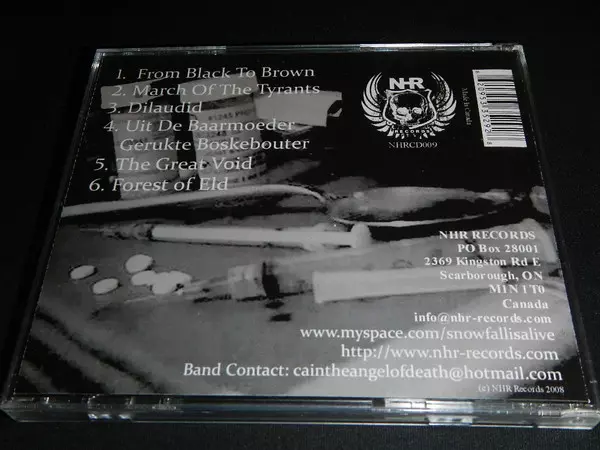 1. From Black To Brown
2. March Of The Tyrants
3. Dilaudid
4. Uit De Baarmoeder
Gerukte Boskebouter
5. The Great Void
6. Forest of Eld
NHR
RECORDS
NHRCD009
Made in Canada
NHR RECORDS
PO Box 28001
2369 Kingston Rd E
Scarborough, ON
M1N 1T0
Canada
info@nhr-records.com
www.myspace.com/snowfallisalive
http://www.nhr-records.com
Band Contact: caintheangelofdeath@hotmail.com
(c) NHR Records 2008